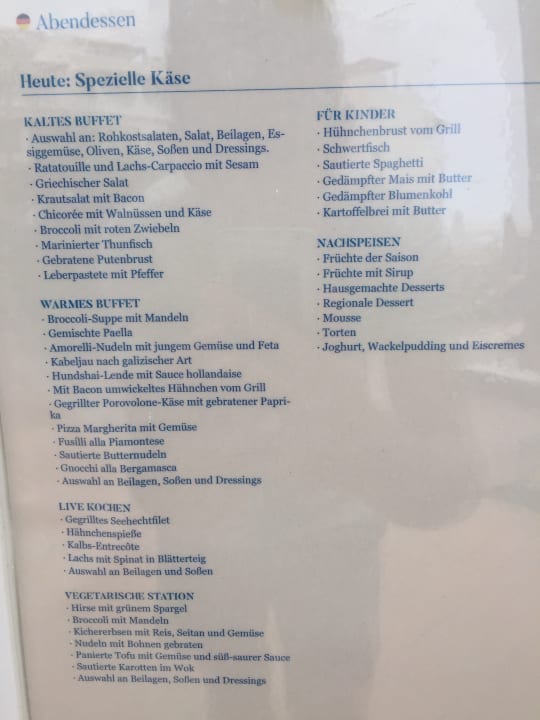 Abendessen
Heute: Spezielle Käse
KALTES BUFFET
· Auswahl an: Rohkostsalaten, Salat, Beilagen, Es-
siggemüse, Oliven, Käse, Soßen und Dressings.
· Ratatouille und Lachs-Carpaccio mit Sesam
· Griechischer Salat
· Krautsalat mit Bacon
· Chicorée mit Walnüssen und Käse
· Broccoli mit roten Zwiebeln
· Marinierter Thunfisch
· Gebratene Putenbrust
· Leberpastete mit Pfeffer
WARMES BUFFET
· Broccoli-Suppe mit Mandeln
· Gemischte Paella
· Amorelli-Nudeln mit jungem Gemüse und Feta
· Kabeljau nach galizischer Art
· Hundshai-Lende mit Sauce hollandaise
· Mit Bacon umwickeltes Hähnchen vom Grill
· Gegrillter Porovolone-Käse mit gebratener Papri-
ka
· Pizza Margherita mit Gemüse
· Fusilli alla Piamontese
· Sautierte Butternudeln
· Gnocchi alla Bergamasca
· Auswahl an Beilagen, Soßen und Dressings
LIVE KOCHEN
· Gegrilltes Seehechtfilet
· Hähnchenspieße
· Kalbs-Entrecôte
· Lachs mit Spinat in Blätterteig
· Auswahl an Beilagen und Soßen
VEGETARISCHE STATION
· Hirse mit grünem Spargel
· Broccoli mit Mandeln
· Kichererbsen mit Reis, Seitan und Gemüse
· Nudeln mit Bohnen gebraten
· Panierte Tofu mit Gemüse und süß-saurer Sauce
· Sautierte Karotten im Wok
· Auswahl an Beilagen, Soßen und Dressings
FÜR KINDER
· Hühnchenbrust vom Grill
· Schwertfisch
· Sautierte Spaghetti
· Gedämpfter Mais mit Butter
· Gedämpfter Blumenkohl
· Kartoffelbrei mit Butter
NACHSPEISEN
· Früchte der Saison
· Früchte mit Sirup
· Hausgemachte Desserts
· Regionale Dessert
· Mousse
· Torten
· Joghurt, Wackelpudding und Eiscremes